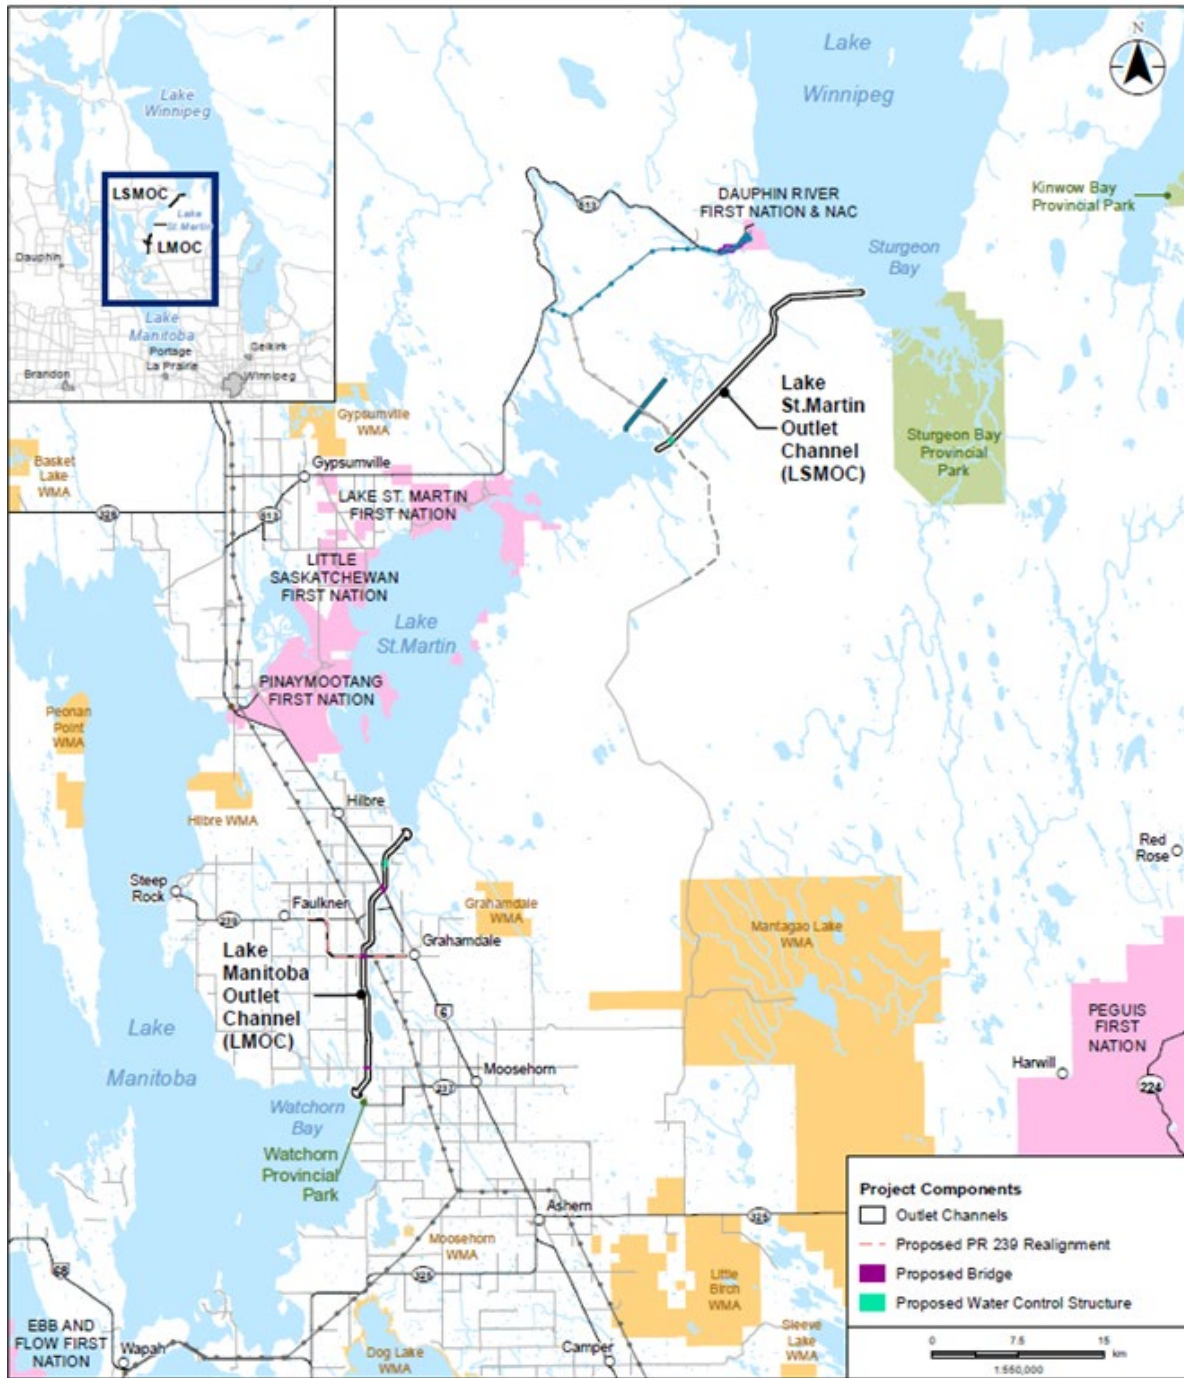 Lake
Winnipeg
LSMOC
Lake
St.Martin
LMOC
Dauphin
Lake
Manitoba
Portage
La Prairie
Selkirk
Brandon
Winnipeg
Lake
Winnipeg
N
Kinwow Bay
Provincial Park
513
DAUPHIN RIVER
FIRST NATION & NAC
Sturgeon
Bay
Lake
St.Martin
Outlet
Channel
(LSMOC)
Sturgeon Bay
Provincial
Park
Gypsumville
WMA
Basket
Lake
WMA
Gypsumville
LAKE ST. MARTIN
FIRST NATION
328
513
LITTLE
SASKATCHEWAN
FIRST NATION
Lake
St.Martin
PINAYMOOTANG
FIRST NATION
Peonan
Point
WMA
Hilbre
Hilbre WMA
Steep
Rock
Faulkner
239
Grahamdale
WMA
Grahamdale
Mantagao Lake
WMA
Red
Rose
Lake
Manitoba
Outlet
Channel
(LMOC)
6
Lake
Manitoba
PEGUIS
FIRST
NATION
Harwill
224
Moosehorn
237
Watchorn
Bay
Watchorn
Provincial
Park
Ashern
325
Moosehorn
WMA
325
68
Little
Birch
WMA
Sleeve
Lake
WMA
EBB AND
FLOW FIRST
NATION
Wapah
Dog Lake
WMA
Camper
Project Components
Outlet Channels
Proposed PR 239 Realignment
Proposed Bridge
Proposed Water Control Structure
0 7.5 15
km
1:550,000